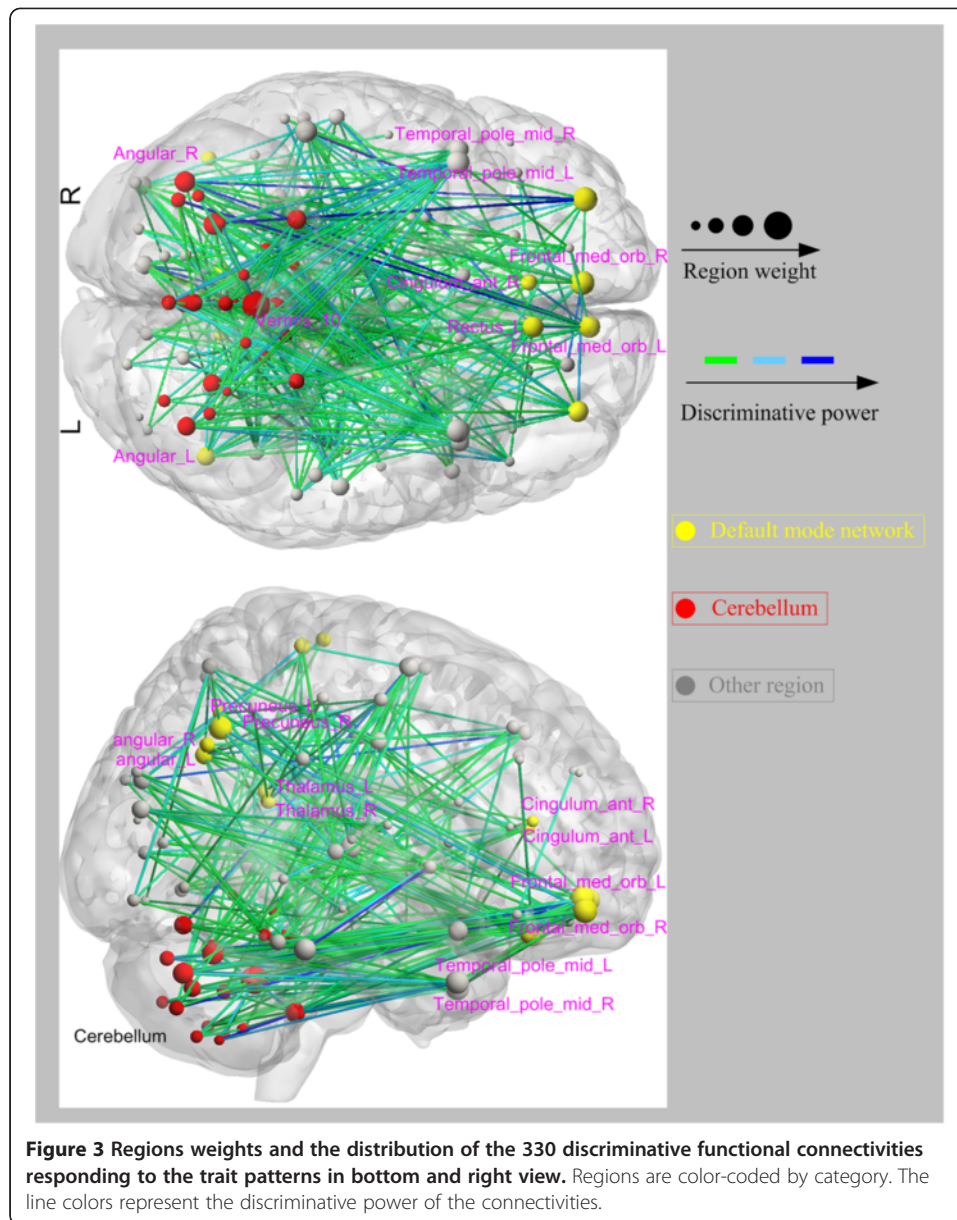 R
L
Temporal_pole_mid_R
Angular_R
Temporal_pole_mid_L
Frontal_med_orb_R
Cingulum_ant_R
Vermis_10
Rectus_L
Frontal_med_orb_L
Angular_L
Region weight
Discriminative power
Default mode network
Cerebellum
Other region
Precuneus_L
Precuneus_R
angular_R
angular_L
Thalamus_L
Thalamus_R
Cingulum_ant_R
Cingulum_ant_L
Frontal_med_orb_L
Frontal_med_orb_R
Temporal_pole_mid_L
Temporal_pole_mid_R
Cerebellum
Figure 3 Regions weights and the distribution of the 330 discriminative functional connectivities
responding to the trait patterns in bottom and right view. Regions are color-coded by category. The
line colors represent the discriminative power of the connectivities.